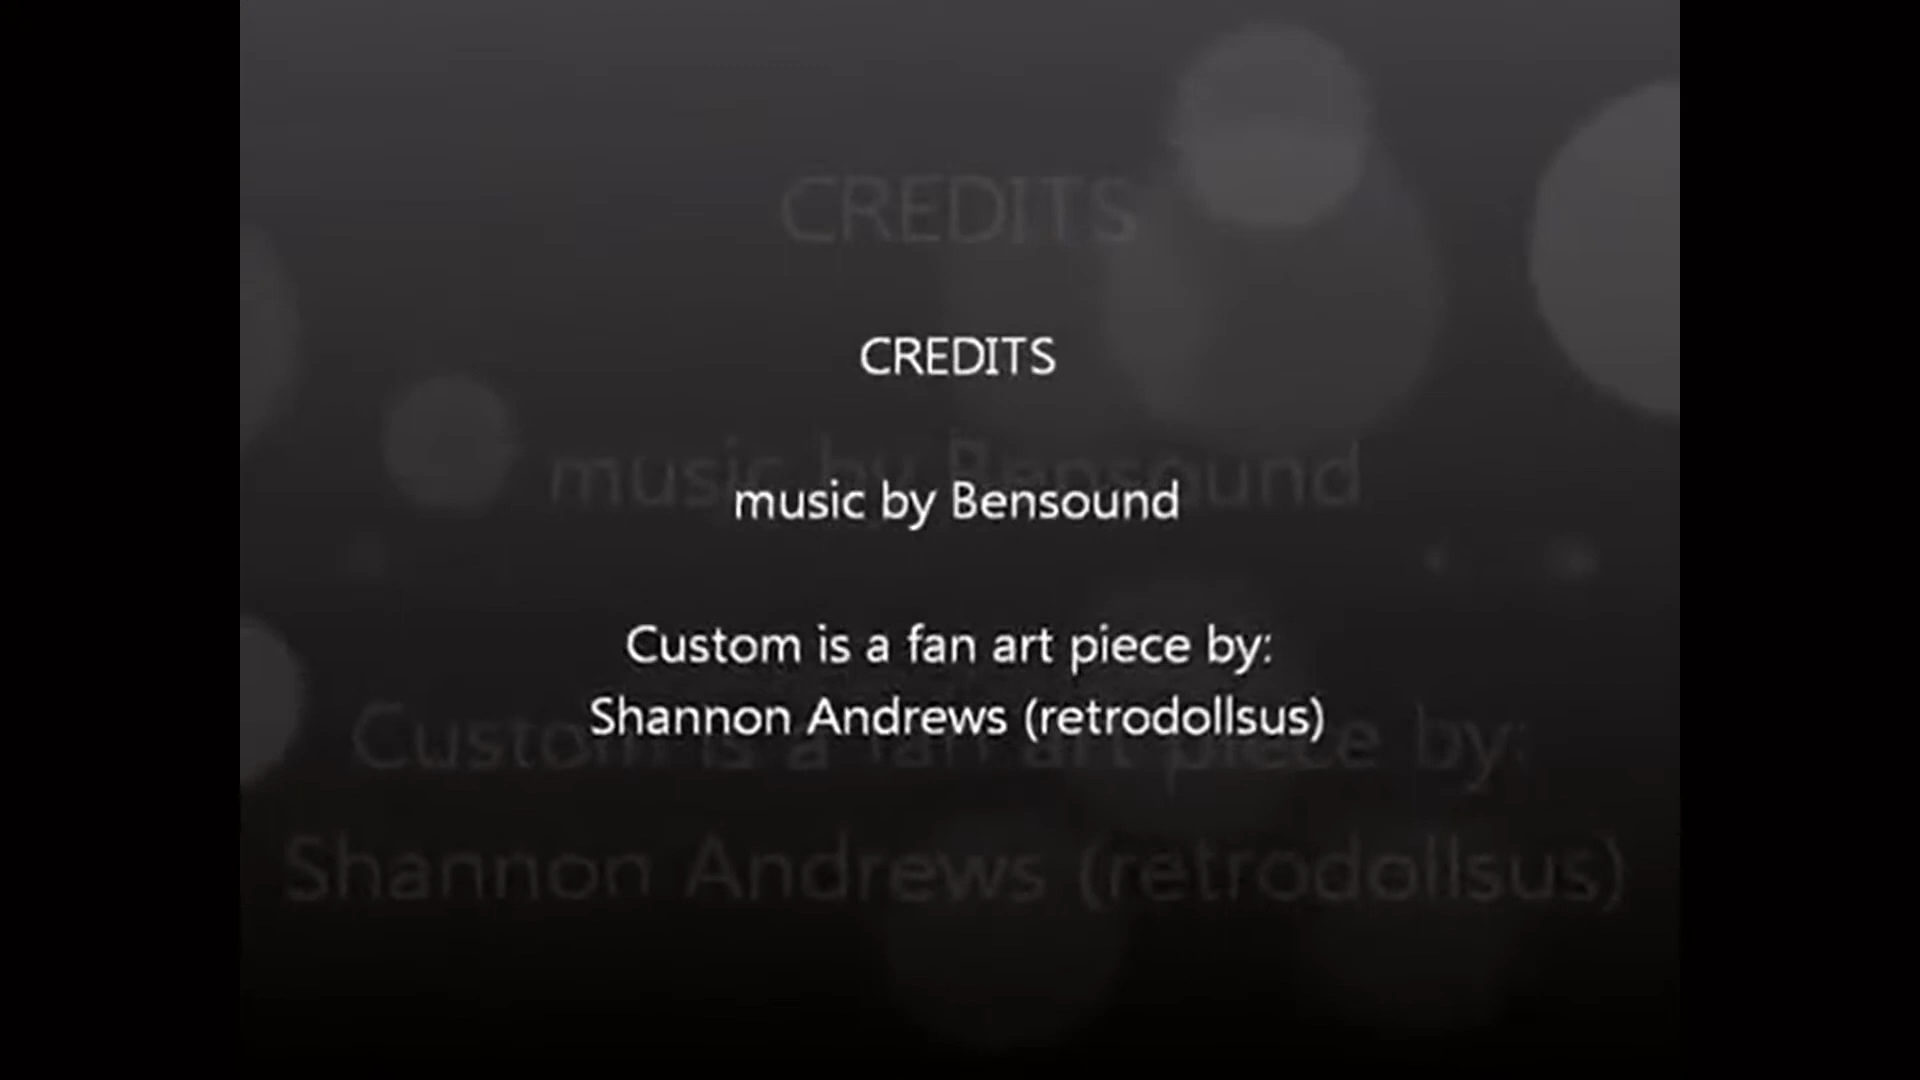 CREDITS
music by Bensound
Custom is a fan art piece by:
Shannon Andrews (retrodollsus)